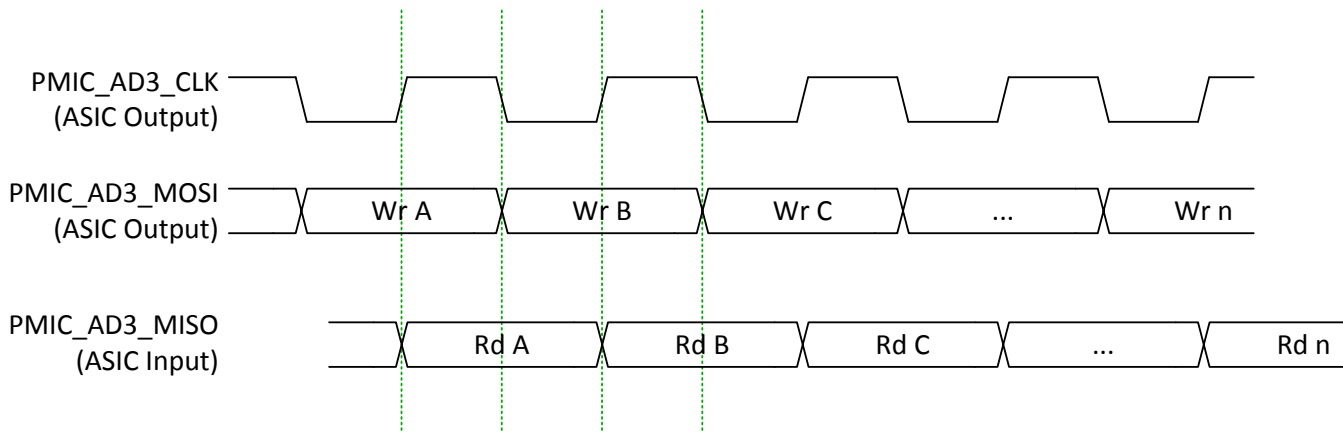 PMIC_AD3_CLK
(ASIC Output)
PMIC_AD3_MOSI
(ASIC Output)
Wr A Wr B Wr C ... Wr n
PMIC_AD3_MISO
(ASIC Input)
Rd A Rd B Rd C ... Rd n